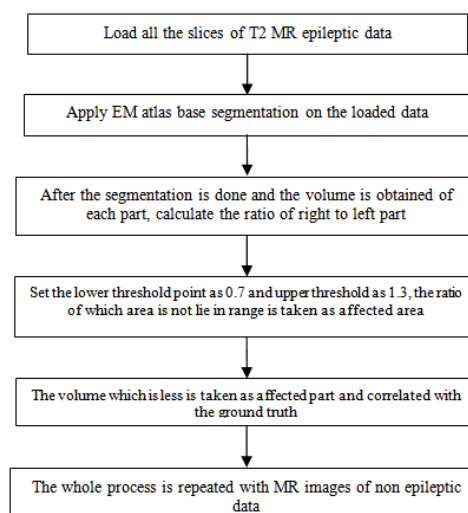 Load all the slices of T2 MR epileptic data
Apply EM atlas base segmentation on the loaded data
After the segmentation is done and the volume is obtained of
each part, calculate the ratio of right to left part
Set the lower threshold point as 0.7 and upper threshold as 1.3, the ratio
of which area is not lie in range is taken as affected area
The volume which is less is taken as affected part and correlated with
the ground truth
The whole process is repeated with MR images of non epileptic
data